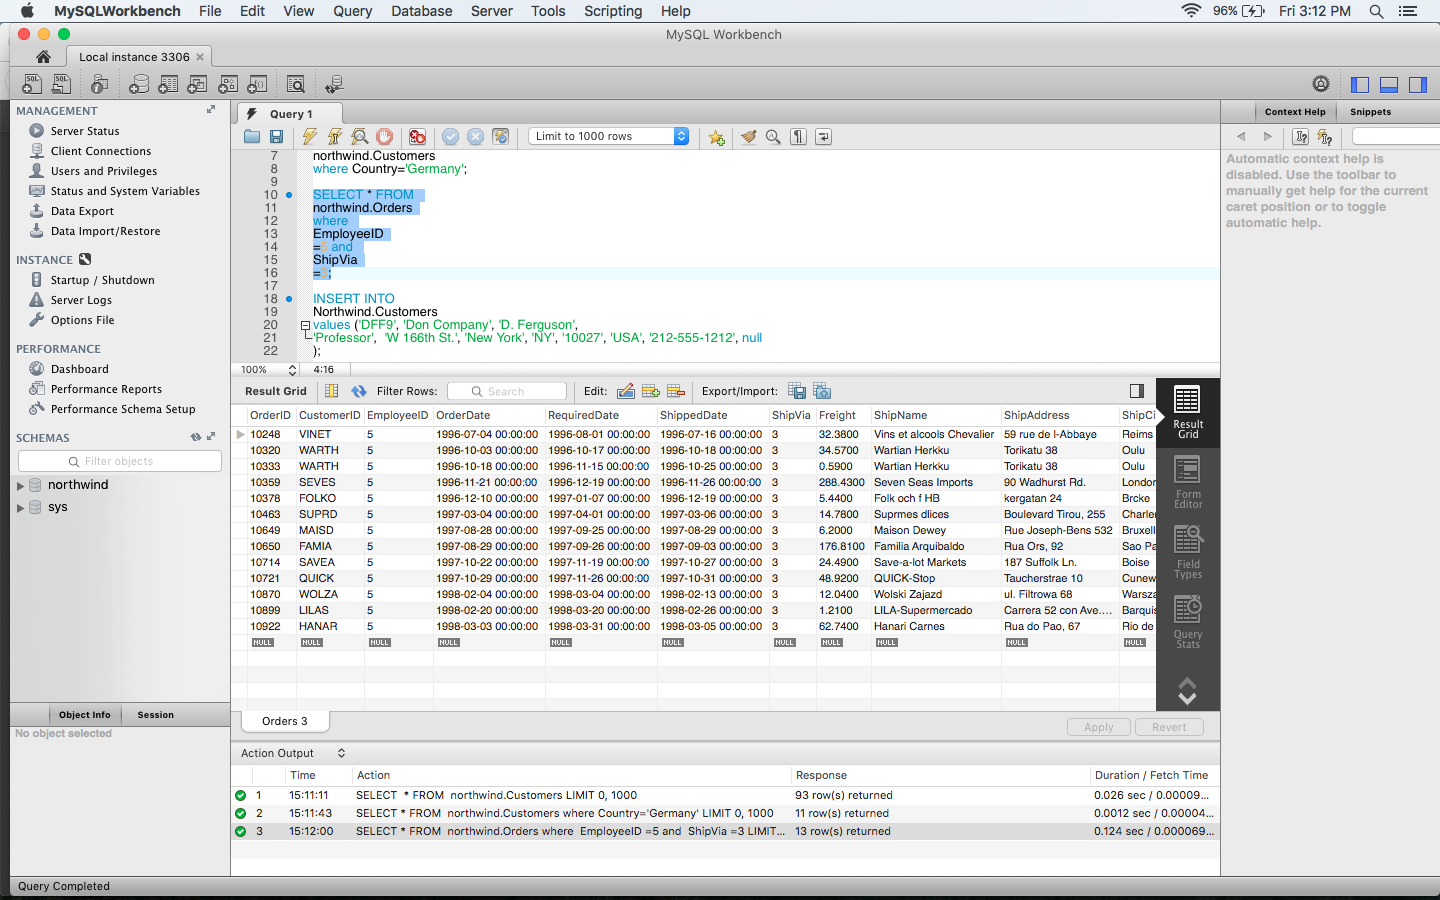 MySQLWorkbench File Edit View Query Database Server Tools Scripting Help 96% Fri 3:12 PM
MySQL Workbench
Local instance 3306
MANAGEMENT
Server Status
Client Connections
Users and Privileges
Status and System Variables
Data Export
Data Import/Restore
INSTANCE
Startup / Shutdown
Server Logs
Options File
PERFORMANCE
Dashboard
Performance Reports
Performance Schema Setup
SCHEMAS
Filter objects
northwind
sys
Object Info Session
No object selected
Query 1
Limit to 1000 rows
7 northwind.Customers
8 where Country='Germany';
9
10 SELECT * FROM
11 northwind.Orders
12 where
13 EmployeeID
14 =5 and
15 ShipVia
16 =3;
17
18 INSERT INTO
19 Northwind.Customers
20 values ('DFF9', 'Don Company', 'D. Ferguson',
21 'Professor', 'W 166th St.', 'New York', 'NY', '10027', 'USA', '212-555-1212', null
22 );
100% 4:16
Result Grid Filter Rows: Search Edit: Export/Import:
OrderID CustomerID EmployeeID OrderDate RequiredDate ShippedDate ShipVia Freight ShipName ShipAddress ShipCi
10248 VINET 5 1996-07-04 00:00:00 1996-08-01 00:00:00 1996-07-16 00:00:00 3 32.3800 Vins et alcools Chevalier 59 rue de l-Abbaye Reims
10320 WARTH 5 1996-10-03 00:00:00 1996-10-17 00:00:00 1996-10-18 00:00:00 3 34.5700 Wartian Herkku Torikatu 38 Oulu
10333 WARTH 5 1996-10-18 00:00:00 1996-11-15 00:00:00 1996-10-25 00:00:00 3 0.5900 Wartian Herkku Torikatu 38 Oulu
10359 SEVES 5 1996-11-21 00:00:00 1996-12-19 00:00:00 1996-11-26 00:00:00 3 288.4300 Seven Seas Imports 90 Wadhurst Rd. London
10378 FOLKO 5 1996-12-10 00:00:00 1997-01-07 00:00:00 1996-12-19 00:00:00 3 5.4400 Folk och f HB kergatan 24 Brcke
10463 SUPRD 5 1997-03-04 00:00:00 1997-04-01 00:00:00 1997-03-06 00:00:00 3 14.7800 Suprmes dlices Boulevard Tirou, 255 Charler
10649 MAISD 5 1997-08-28 00:00:00 1997-09-25 00:00:00 1997-08-29 00:00:00 3 6.2000 Maison Dewey Rue Joseph-Bens 532 Bruxell
10650 FAMIA 5 1997-08-29 00:00:00 1997-09-26 00:00:00 1997-09-03 00:00:00 3 176.8100 Familia Arquibaldo Rua Ors, 92 Sao Pa
10714 SAVEA 5 1997-10-22 00:00:00 1997-11-19 00:00:00 1997-10-27 00:00:00 3 24.4900 Save-a-lot Markets 187 Suffolk Ln. Boise
10721 QUICK 5 1997-10-29 00:00:00 1997-11-26 00:00:00 1997-10-31 00:00:00 3 48.9200 QUICK-Stop Taucherstrae 10 Cunew
10870 WOLZA 5 1998-02-04 00:00:00 1998-03-04 00:00:00 1998-02-13 00:00:00 3 12.0400 Wolski Zajazd ul. Filtrowa 68 Warsza
10899 LILAS 5 1998-02-20 00:00:00 1998-03-20 00:00:00 1998-02-26 00:00:00 3 1.2100 LILA-Supermercado Carrera 52 con Ave.... Barquis
10922 HANAR 5 1998-03-03 00:00:00 1998-03-31 00:00:00 1998-03-05 00:00:00 3 62.7400 Hanari Carnes Rua do Pao, 67 Rio de
NULL NULL NULL NULL NULL NULL NULL NULL NULL NULL NULL
Result
Grid
Form
Editor
Field
Types
Query
Stats
Orders 3 Apply Revert
Action Output
Time Action Response Duration / Fetch Time
1 15:11:11 SELECT * FROM northwind.Customers LIMIT 0, 1000 93 row(s) returned 0.026 sec / 0.00009...
2 15:11:43 SELECT * FROM northwind.Customers where Country='Germany' LIMIT 0, 1000 11 row(s) returned 0.0012 sec / 0.00004...
3 15:12:00 SELECT * FROM northwind.Orders where EmployeeID =5 and ShipVia =3 LIMIT... 13 row(s) returned 0.124 sec / 0.000069...
Context Help Snippets
Automatic context help is
disabled. Use the toolbar to
manually get help for the current
caret position or to toggle
automatic help.
Query Completed